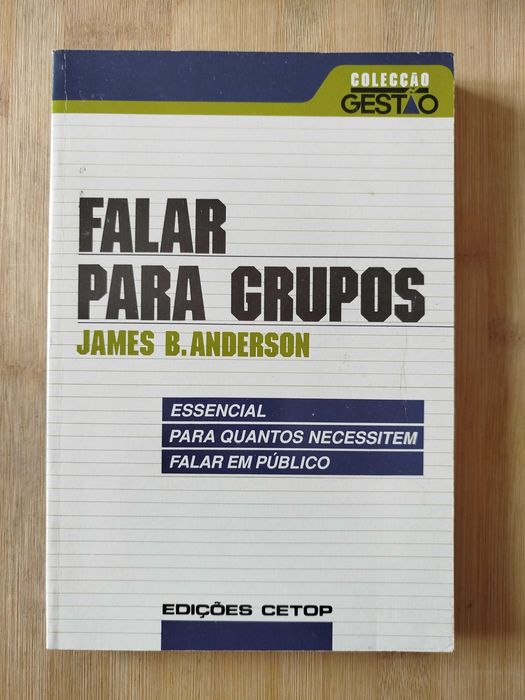 COLECÇÃO
GESTÃO
FALAR
PARA GRUPOS
JAMES B. ANDERSON
ESSENCIAL
PARA QUANTOS NECESSITEM
FALAR EM PÚBLICO
EDIÇÕES CETOP